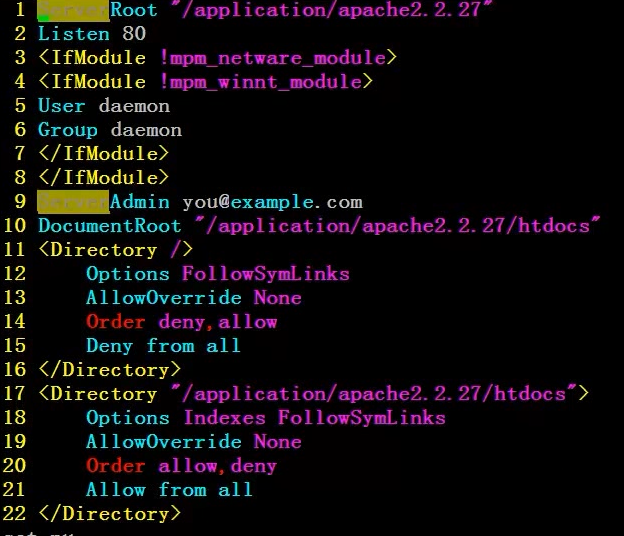 1 ServerRoot "/application/apache2.2.27"
2 Listen 80
3 <IfModule !mpm_netware_module>
4 <IfModule !mpm_winnt_module>
5 User daemon
6 Group daemon
7 </IfModule>
8 </IfModule>
9 ServerAdmin you@example.com
10 DocumentRoot "/application/apache2.2.27/htdocs"
11 <Directory />
12     Options FollowSymLinks
13     AllowOverride None
14     Order deny,allow
15     Deny from all
16 </Directory>
17 <Directory "/application/apache2.2.27/htdocs">
18     Options Indexes FollowSymLinks
19     AllowOverride None
20     Order allow,deny
21     Allow from all
22 </Directory>